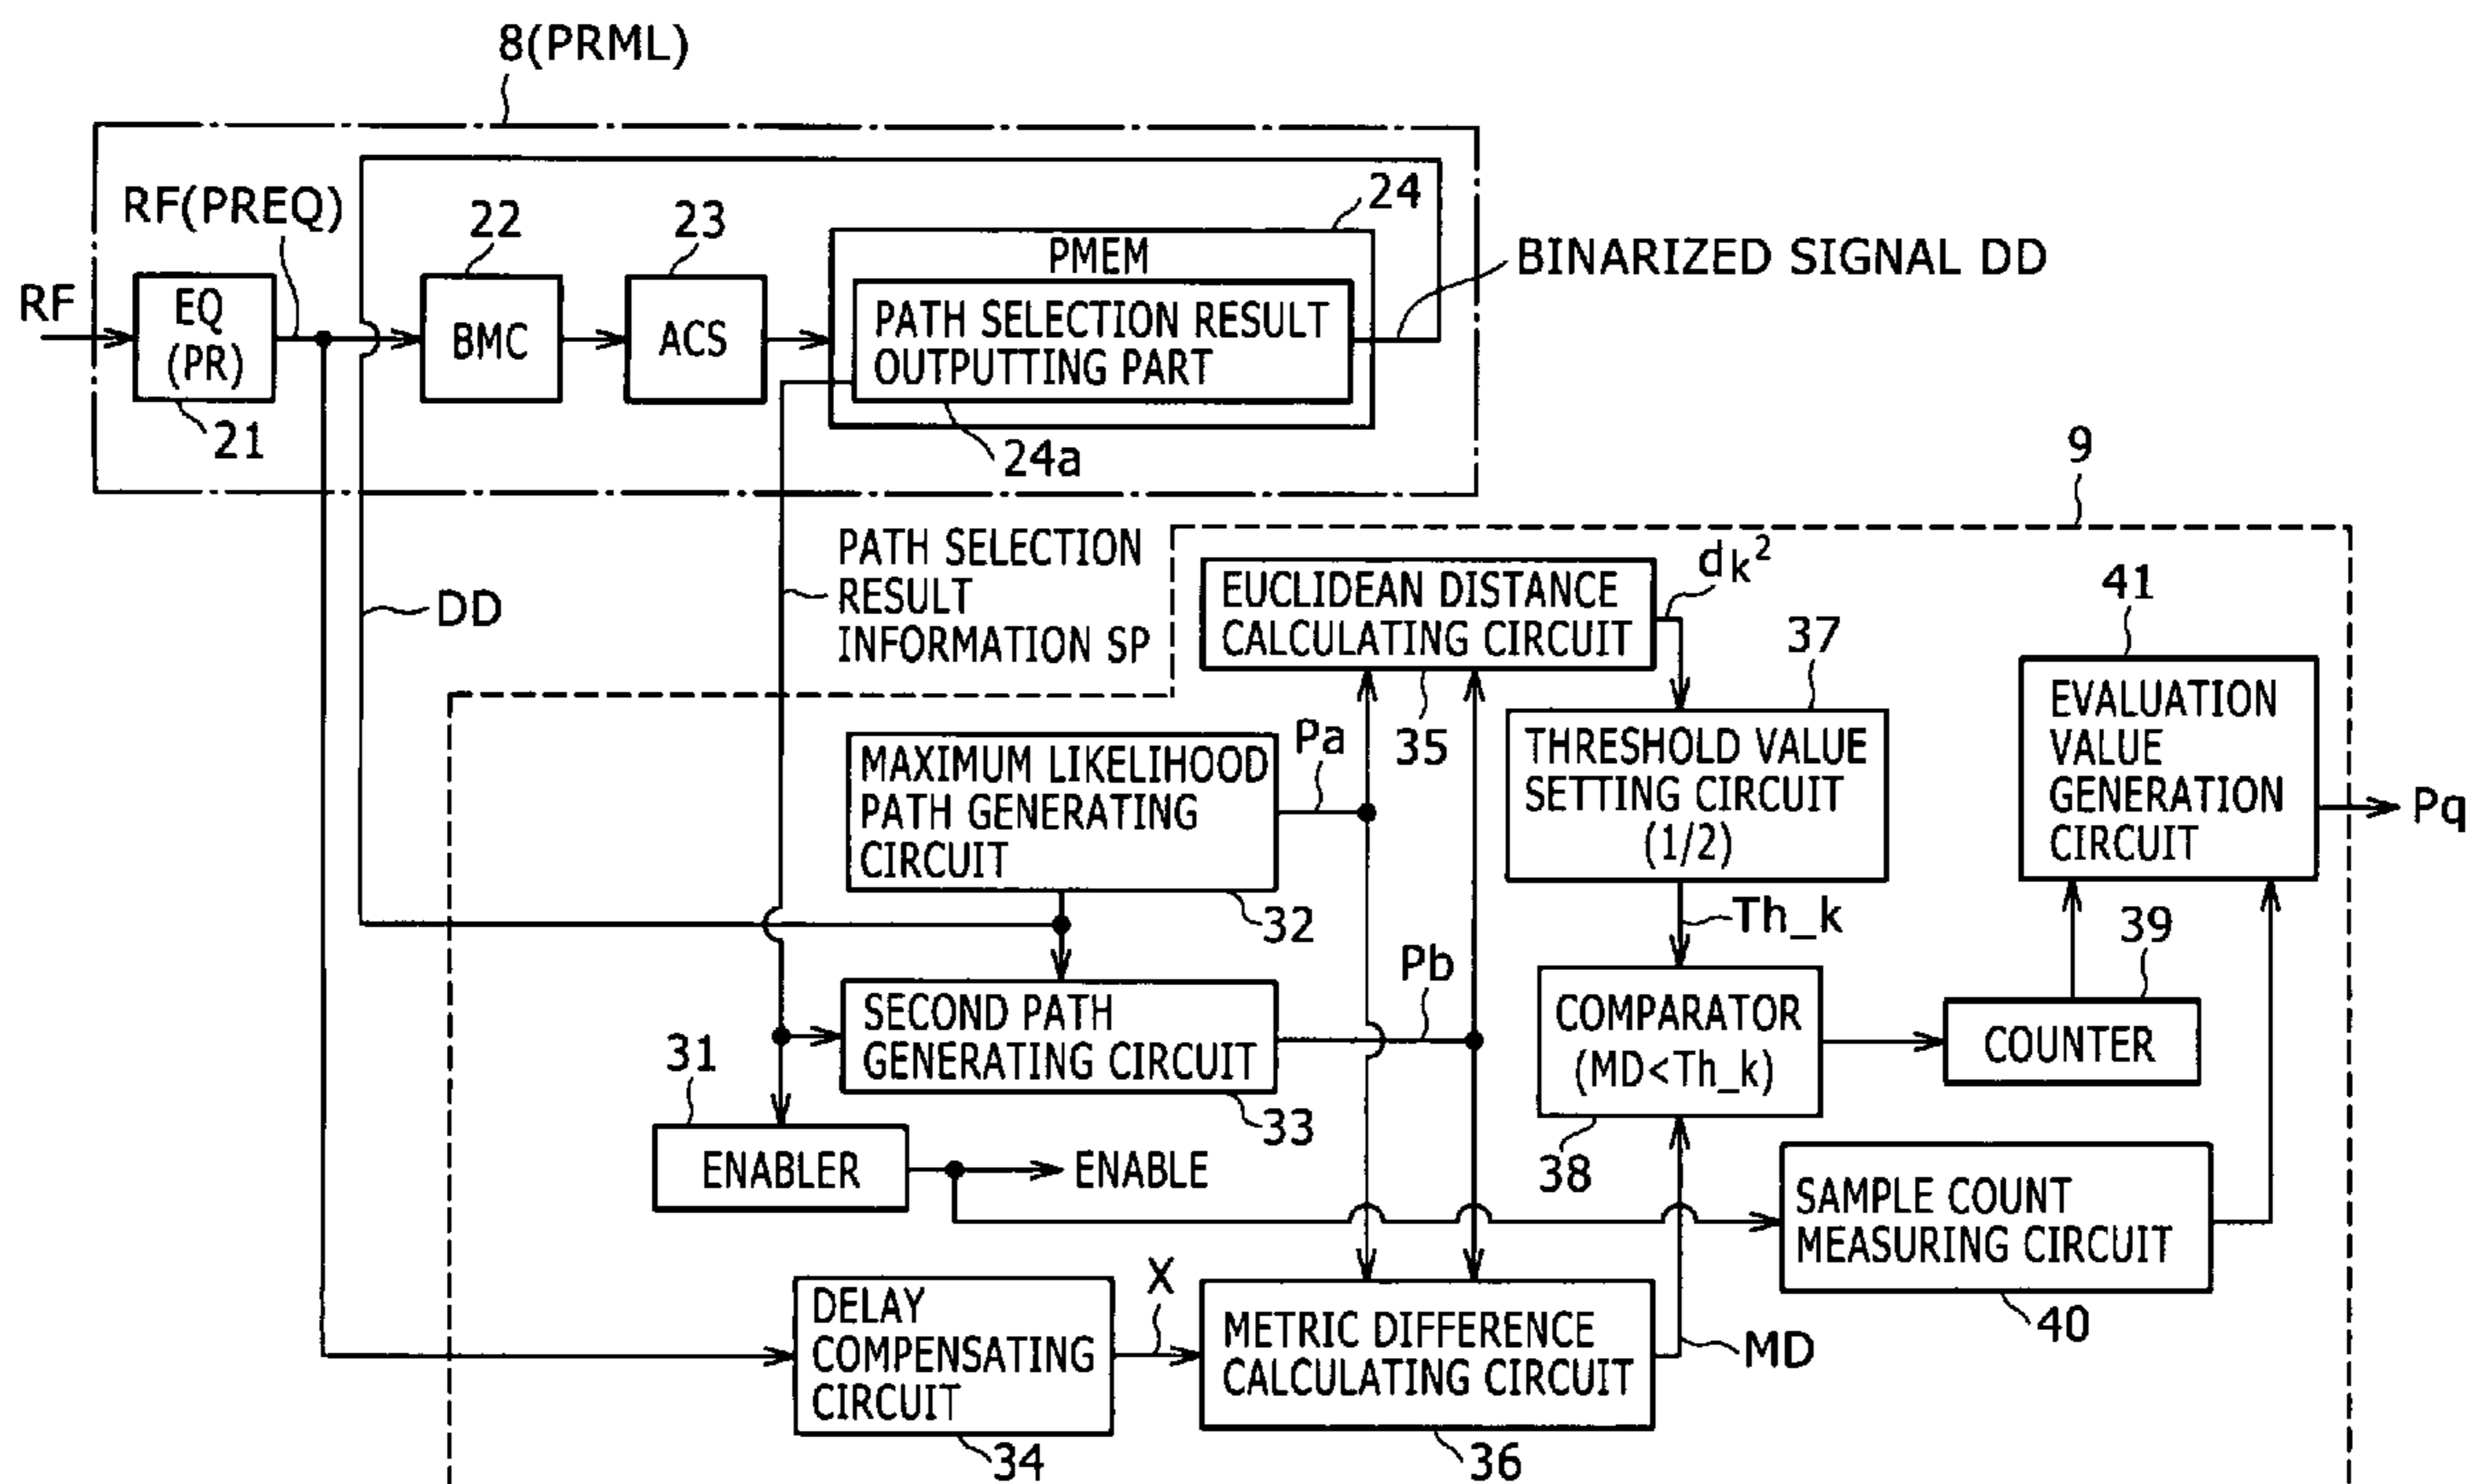 8(PRML)
RF(PREQ)
22
23
24
PMEM
BINARIZED SIGNAL DD
RF
EQ
(PR)
BMC
ACS
PATH SELECTION RESULT
OUTPUTTING PART
21
24a
9
PATH SELECTION
RESULT
INFORMATION SP
DD
EUCLIDEAN DISTANCE
CALCULATING CIRCUIT
dk²
35
37
41
MAXIMUM LIKELIHOOD
PATH GENERATING
CIRCUIT
Pa
32
THRESHOLD VALUE
SETTING CIRCUIT
(1/2)
EVALUATION
VALUE
GENERATION
CIRCUIT
Pq
Th_k
39
SECOND PATH
GENERATING CIRCUIT
Pb
33
COMPARATOR
(MD<Th_k)
38
COUNTER
31
ENABLER
ENABLE
SAMPLE COUNT
MEASURING CIRCUIT
40
DELAY
COMPENSATING
CIRCUIT
34
X
METRIC DIFFERENCE
CALCULATING CIRCUIT
36
MD